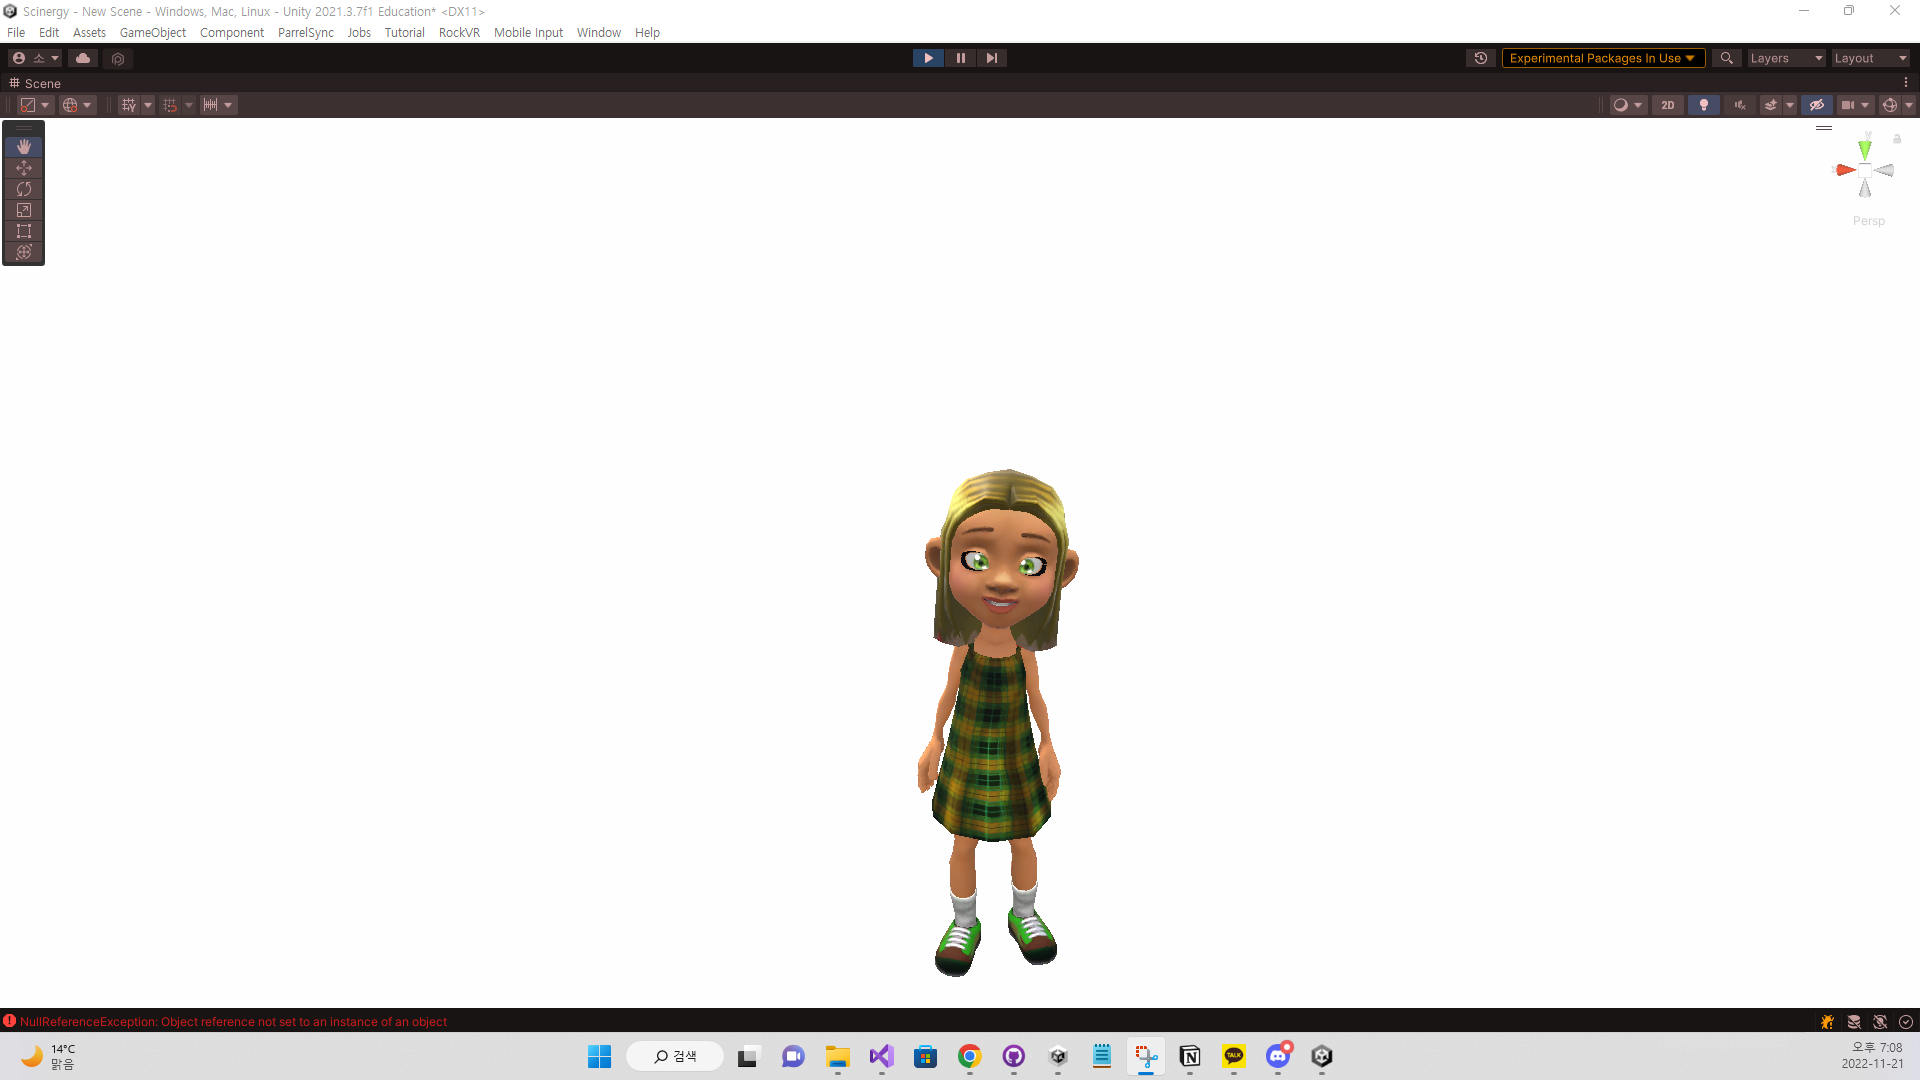 Scinergy - New Scene - Windows, Mac, Linux - Unity 2021.3.7f1 Education* <DX11>
File Edit Assets GameObject Component ParrelSync Jobs Tutorial RockVR Mobile Input Window Help
소 Experimental Packages In Use Layers Layout
Scene
2D
Y
X
Persp
NullReferenceException: Object reference not set to an instance of an object
14°C
맑음
검색
TALK
오후 7:08
2022-11-21